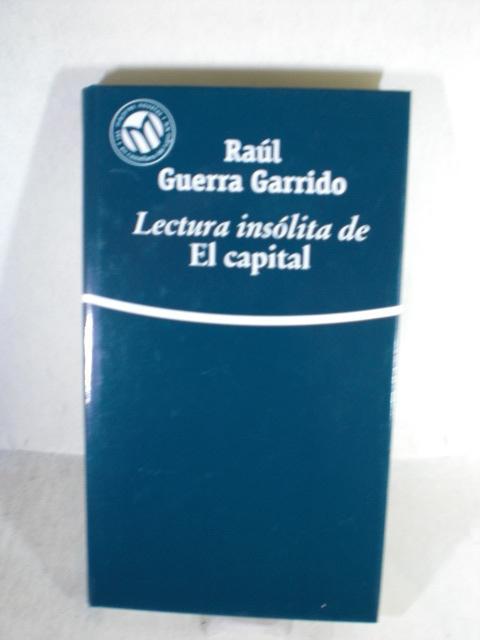 Raúl
Guerra Garrido
Lectura insólita de
El capital